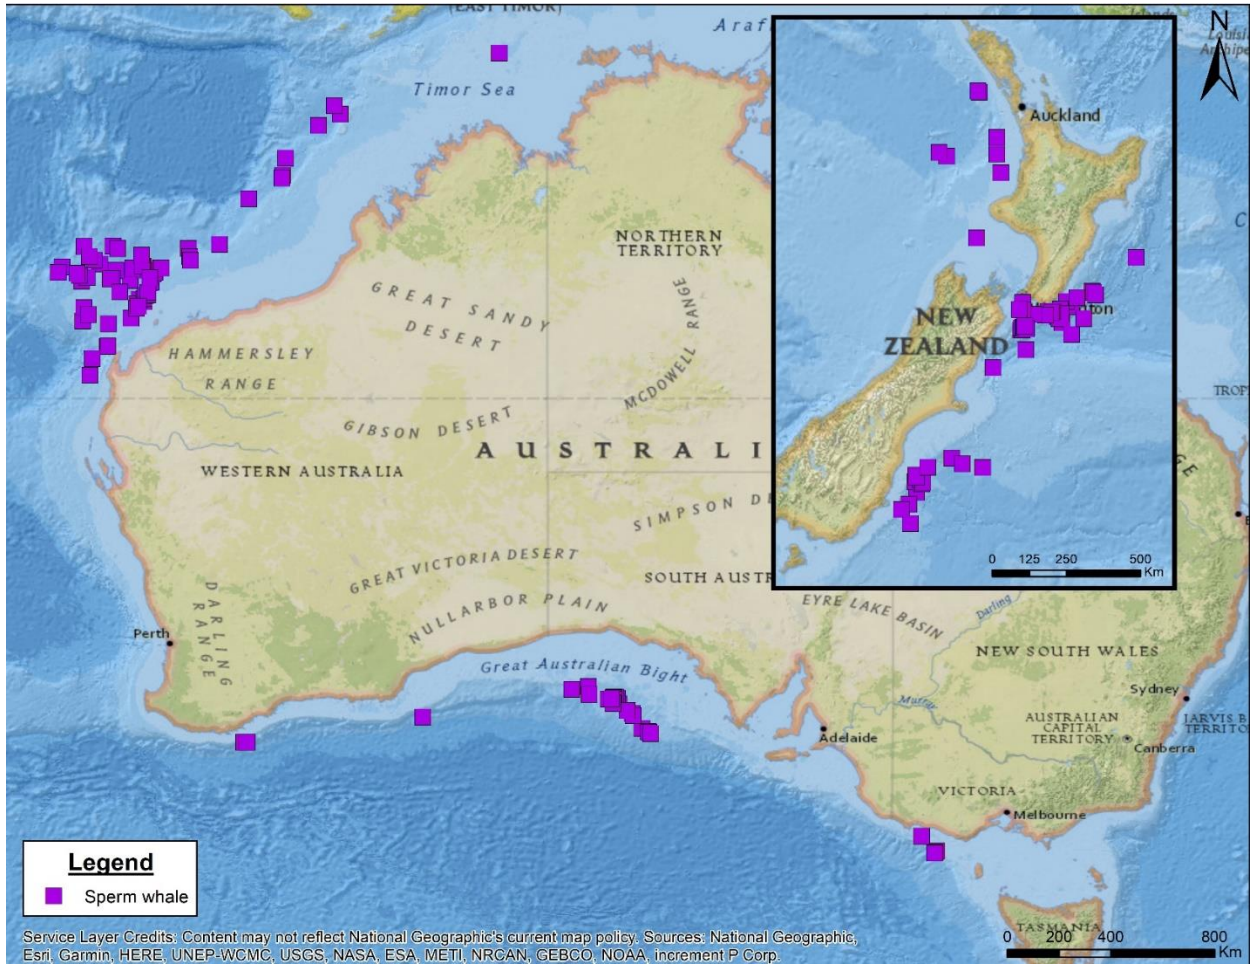 (EAST TIMOR)
Timor Sea
N
Auckland
NEW
ZEALAND
0 125 250 500
Km
NORTHERN
TERRITORY
GREAT SANDY
DESERT
HAMMERSLEY
RANGE
MCDOWELL RANGE
GIBSON DESERT
AUSTRALI
WESTERN AUSTRALIA
SIMPSON
GREAT VICTORIA DESERT
SOUTH
NULLARBOR PLAIN
EYRE LAKE BASIN
Darling
DARLING
RANGE
Perth
Great Australian Bight
NEW SOUTH WALES
Sydney
Murray
AUSTRALIAN
CAPITAL
TERRITORY
Canberra
JARVIS
Adelaide
VICTORIA
Melbourne
TASMANIA
Legend
Sperm whale
0 200 400 800
Km
Service Layer Credits: Content may not reflect National Geographic's current map policy. Sources: National Geographic,
Esri, Garmin, HERE, UNEP-WCMC, USGS, NASA, ESA, METI, NRCAN, GEBCO, NOAA, increment P Corp.